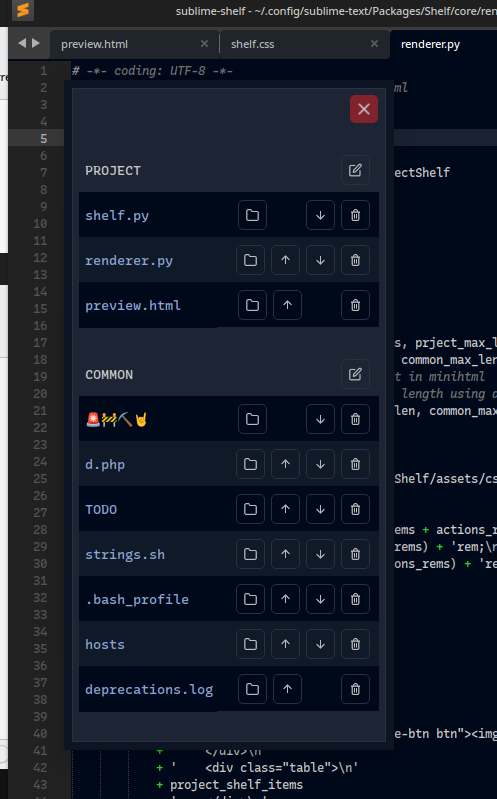 sublime-shelf - ~/.config/sublime-text/Packages/Shelf/core/ren
preview.html
shelf.css
renderer.py
1 # -*- coding: UTF-8 -*-
2 ml
3
4
5
6
7 ectShelf
8
9
10
11
12
13
14
15
16
17 s, prject_max_l
18 common_max_len
19 t in minihtml
20 length using
21 len, common_max
22
23
24
25 Shelf/assets/cs
26
27
28 ems + actions_r
29 rems) + 'rem;\n
30 ons_rems) + 're
31
32
33
34
35
36
37
38
39
40 e-btn btn"><img
41 + ' </div>\n'
42 + ' <div class="table">\n'
43 + project_shelf_items
44
PROJECT
shelf.py
renderer.py
preview.html
COMMON
🚨🚧⛏️🤘
d.php
TODO
strings.sh
.bash_profile
hosts
deprecations.log